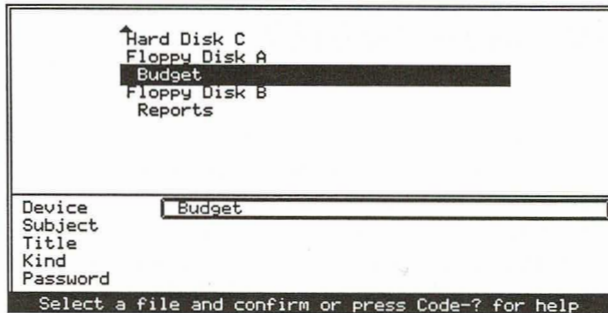 Hard Disk C
Floppy Disk A
Budget
Floppy Disk B
Reports
Device Budget
Subject
Title
Kind
Password
Select a file and confirm or press Code-? for help